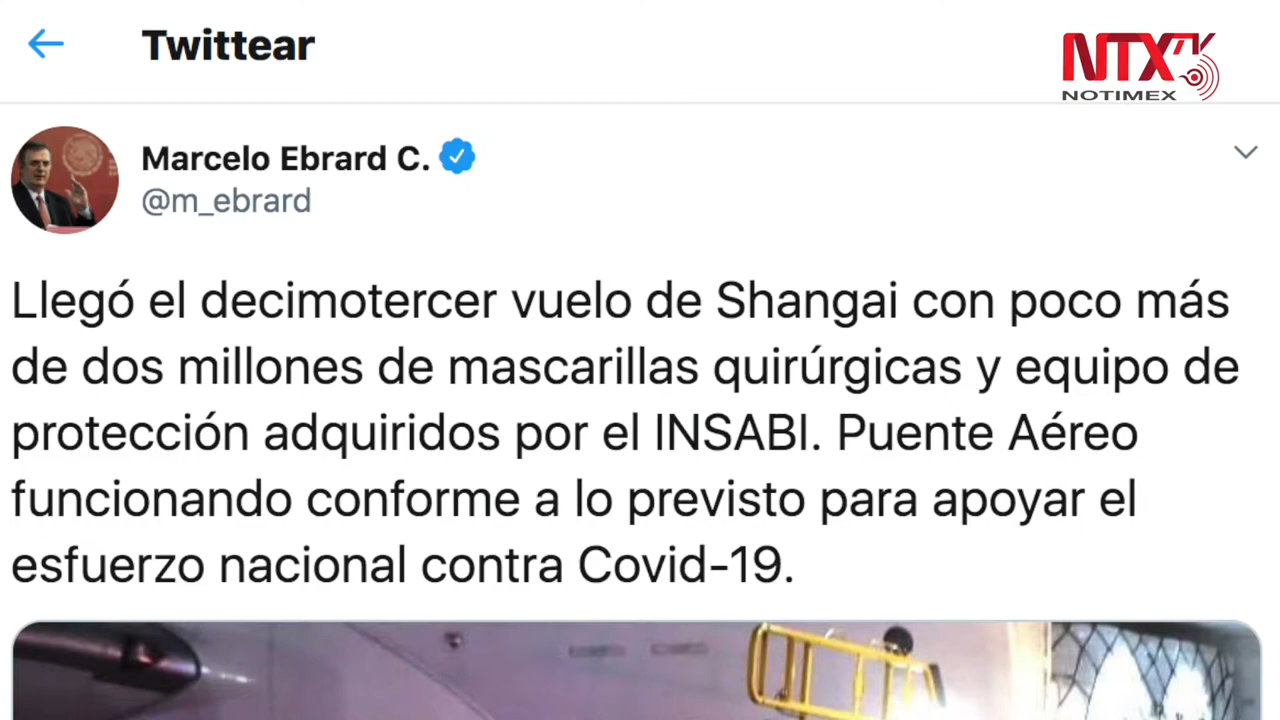 Twittear
NTX TV
NOTIMEX
Marcelo Ebrard C.
@m_ebrard
Llegó el decimotercer vuelo de Shangai con poco más
de dos millones de mascarillas quirúrgicas y equipo de
protección adquiridos por el INSABI. Puente Aéreo
funcionando conforme a lo previsto para apoyar el
esfuerzo nacional contra Covid-19.